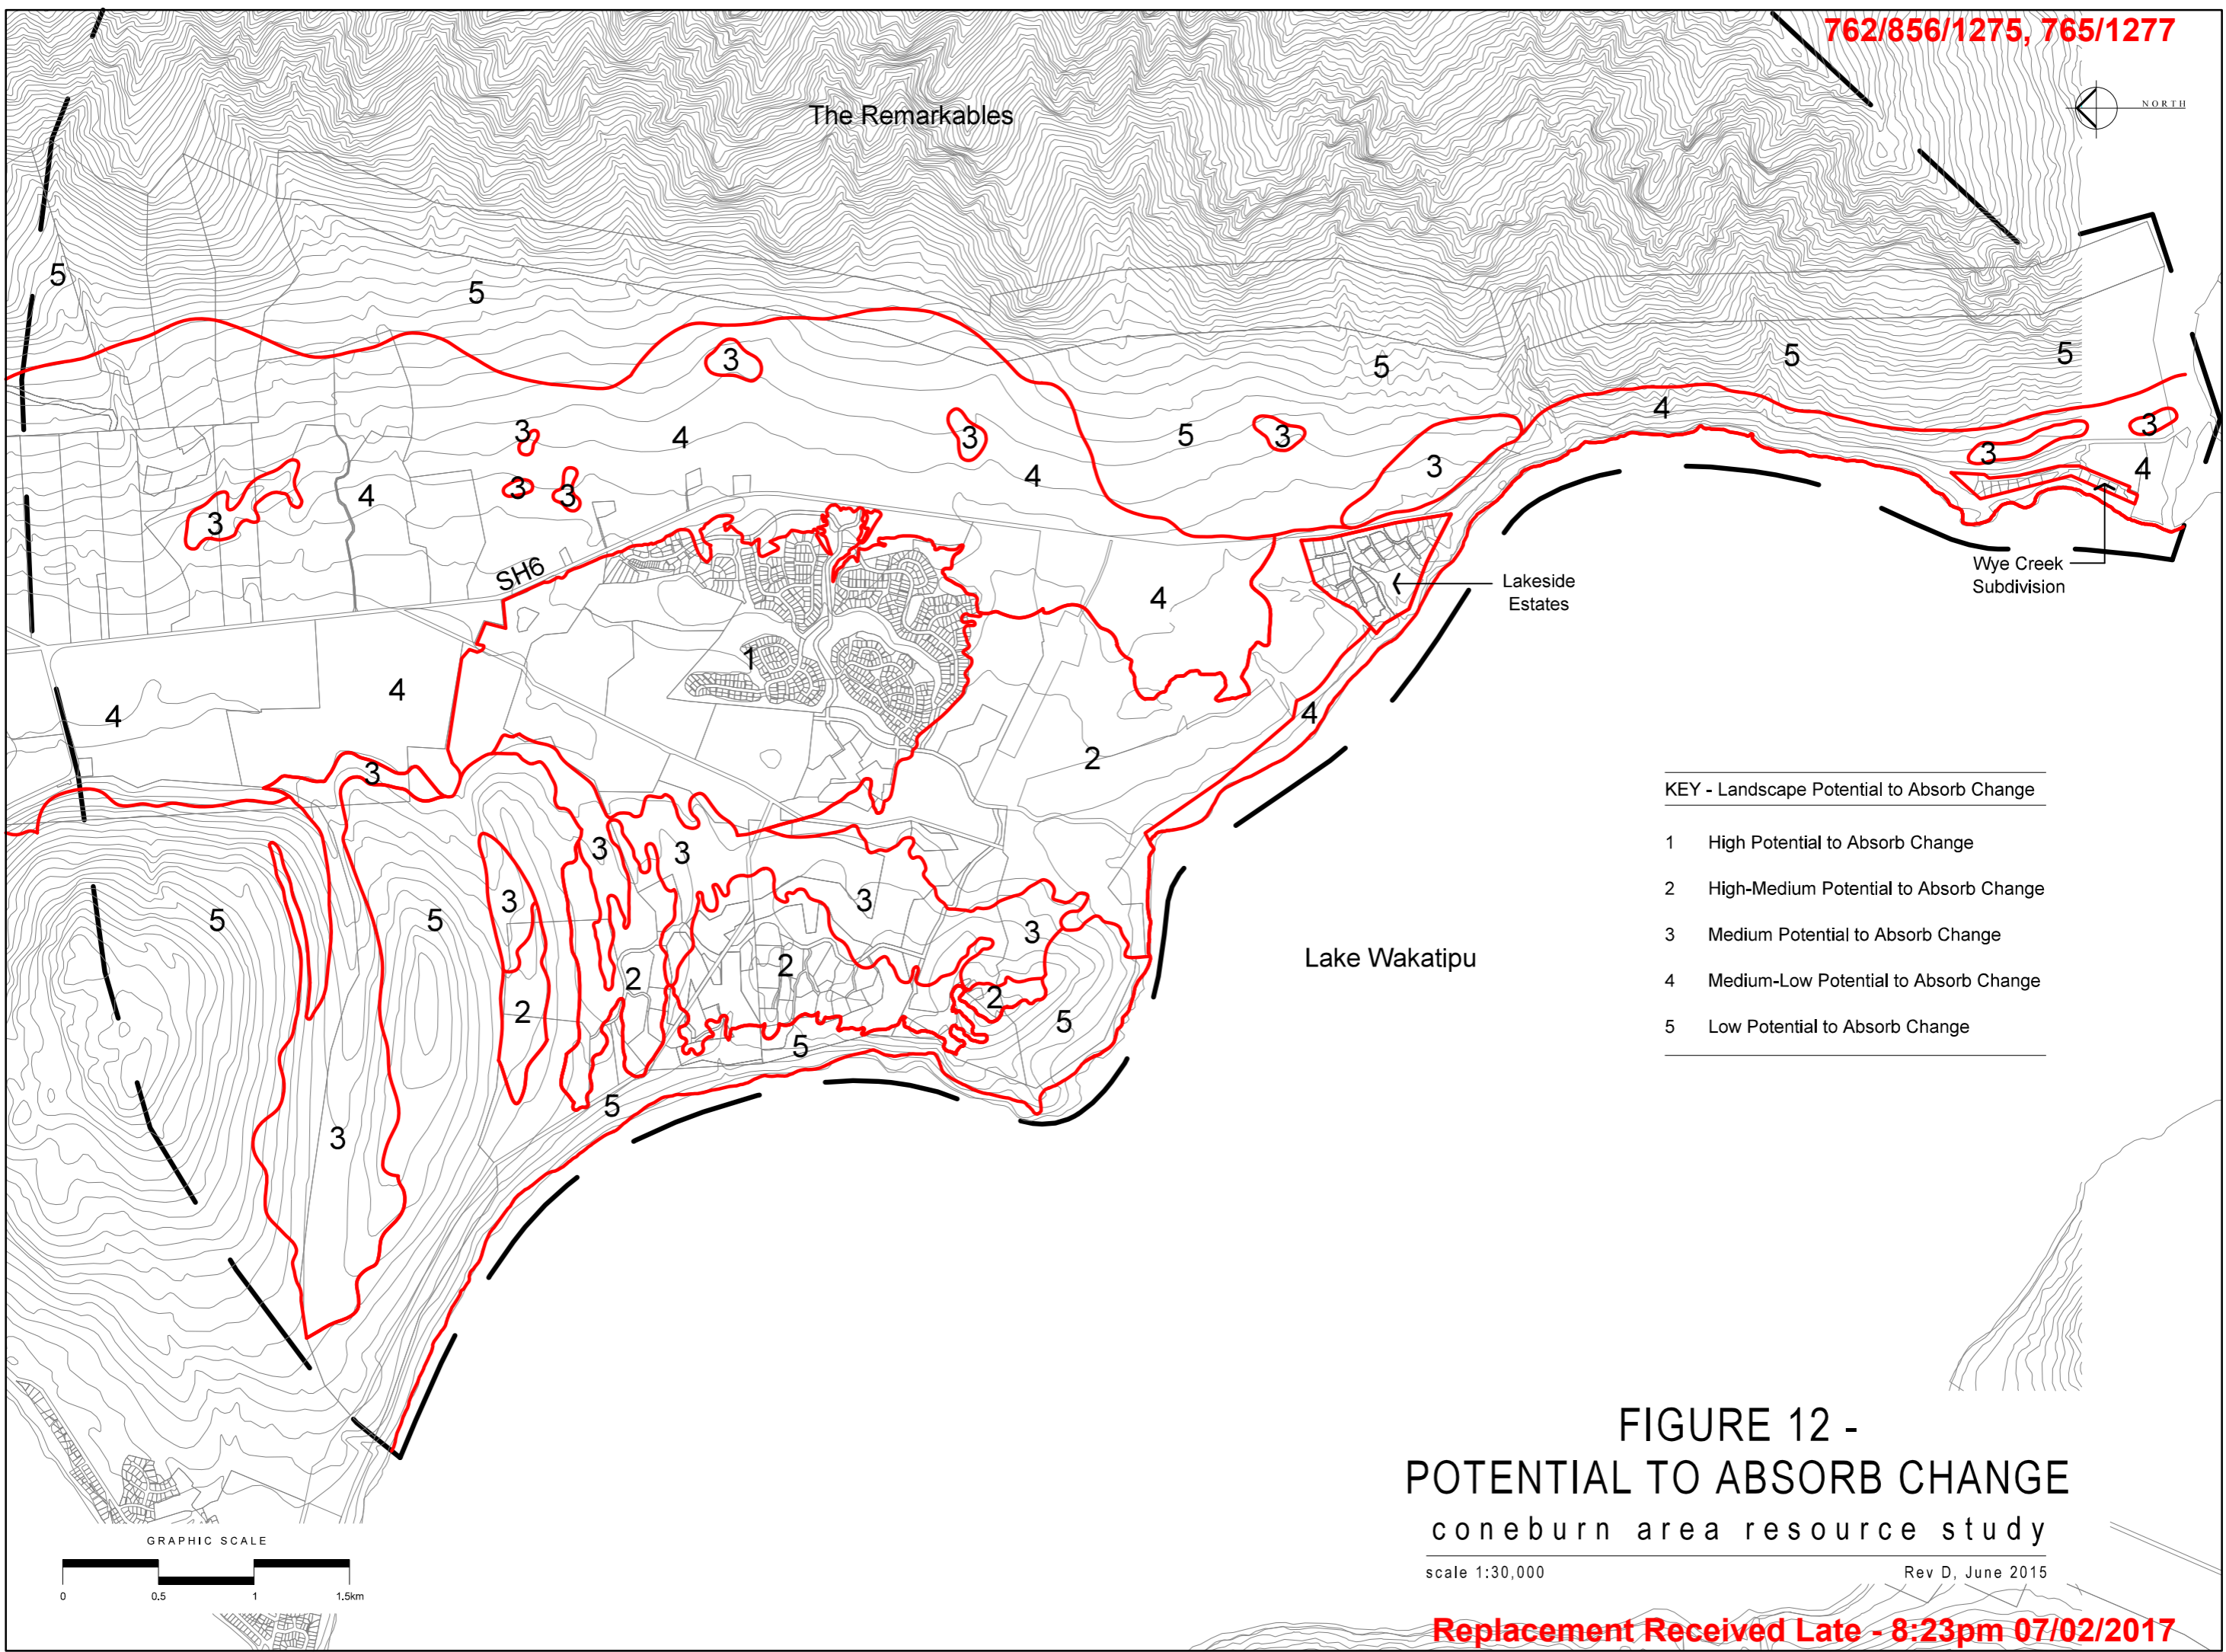 762/856/1275, 765/1277
NORTH
The Remarkables
5
5
3
5
5
5
3
4
3
5
3
4
3
4
3
3
4
3
3
3
4
4
3
SH6
Wye Creek
Subdivision
Lakeside
Estates
4
1
4
4
4
2
3
KEY - Landscape Potential to Absorb Change
1 High Potential to Absorb Change
2 High-Medium Potential to Absorb Change
3 Medium Potential to Absorb Change
4 Medium-Low Potential to Absorb Change
5 Low Potential to Absorb Change
3
3
3
3
5
5
3
Lake Wakatipu
2
2
2
2
5
5
5
3
FIGURE 12 -
POTENTIAL TO ABSORB CHANGE
coneburn area resource study
scale 1:30,000 Rev D, June 2015
GRAPHIC SCALE
0 0.5 1 1.5km
Replacement Received Late - 8:23pm 07/02/2017